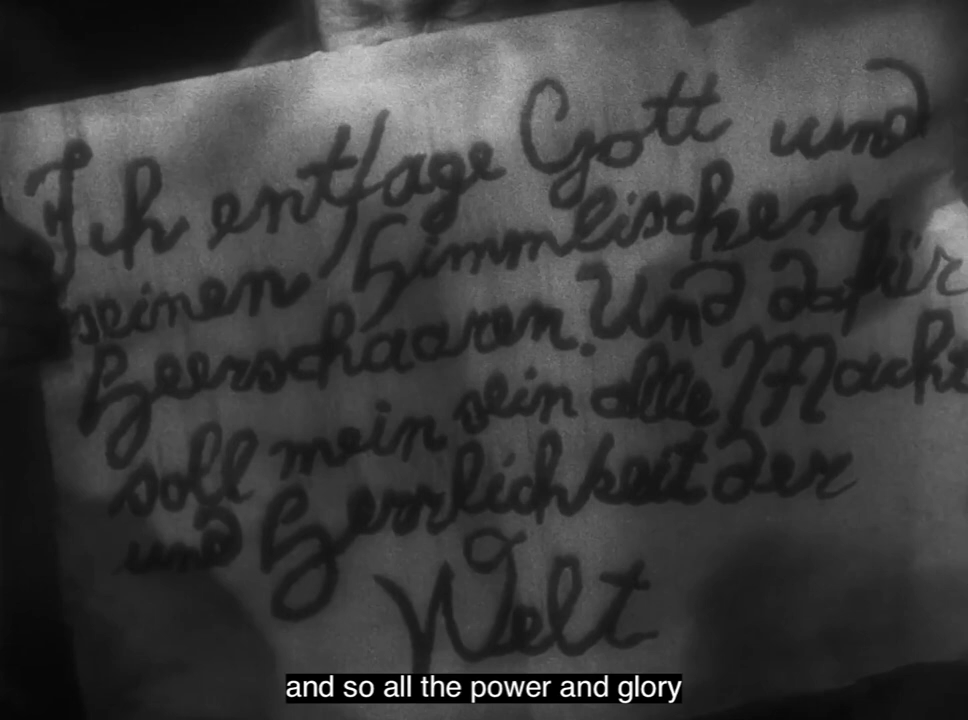 Ich entſage Gott und
seinen himmlischen
Heerschaaren. Und dafür
soll mein sein alle Macht
und Herrlichkeit der
Welt
and so all the power and glory